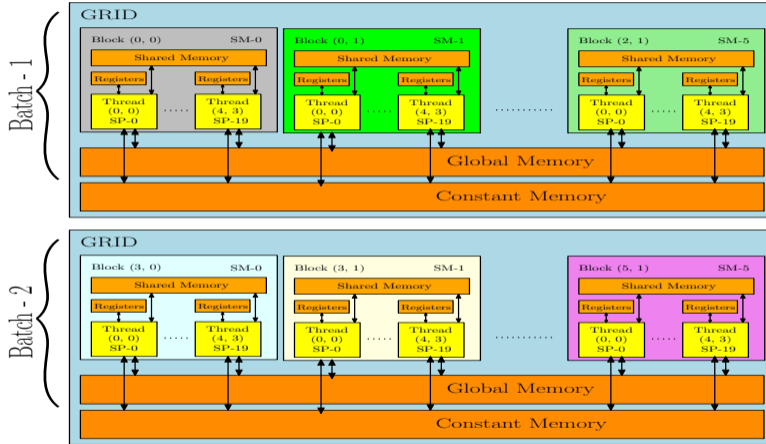 Batch - 1
GRID
Block (0, 0) SM-0
Shared Memory
Registers Registers
Thread (0, 0) SP-0 ..... Thread (4, 3) SP-19
Block (0, 1) SM-1
Shared Memory
Registers Registers
Thread (0, 0) SP-0 ..... Thread (4, 3) SP-19
Block (2, 1) SM-5
Shared Memory
Registers Registers
Thread (0, 0) SP-0 ..... Thread (4, 3) SP-19
Global Memory
Constant Memory
Batch - 2
GRID
Block (3, 0) SM-0
Shared Memory
Registers Registers
Thread (0, 0) SP-0 ..... Thread (4, 3) SP-19
Block (3, 1) SM-1
Shared Memory
Registers Registers
Thread (0, 0) SP-0 ..... Thread (4, 3) SP-19
Block (5, 1) SM-5
Shared Memory
Registers Registers
Thread (0, 0) SP-0 ..... Thread (4, 3) SP-19
Global Memory
Constant Memory